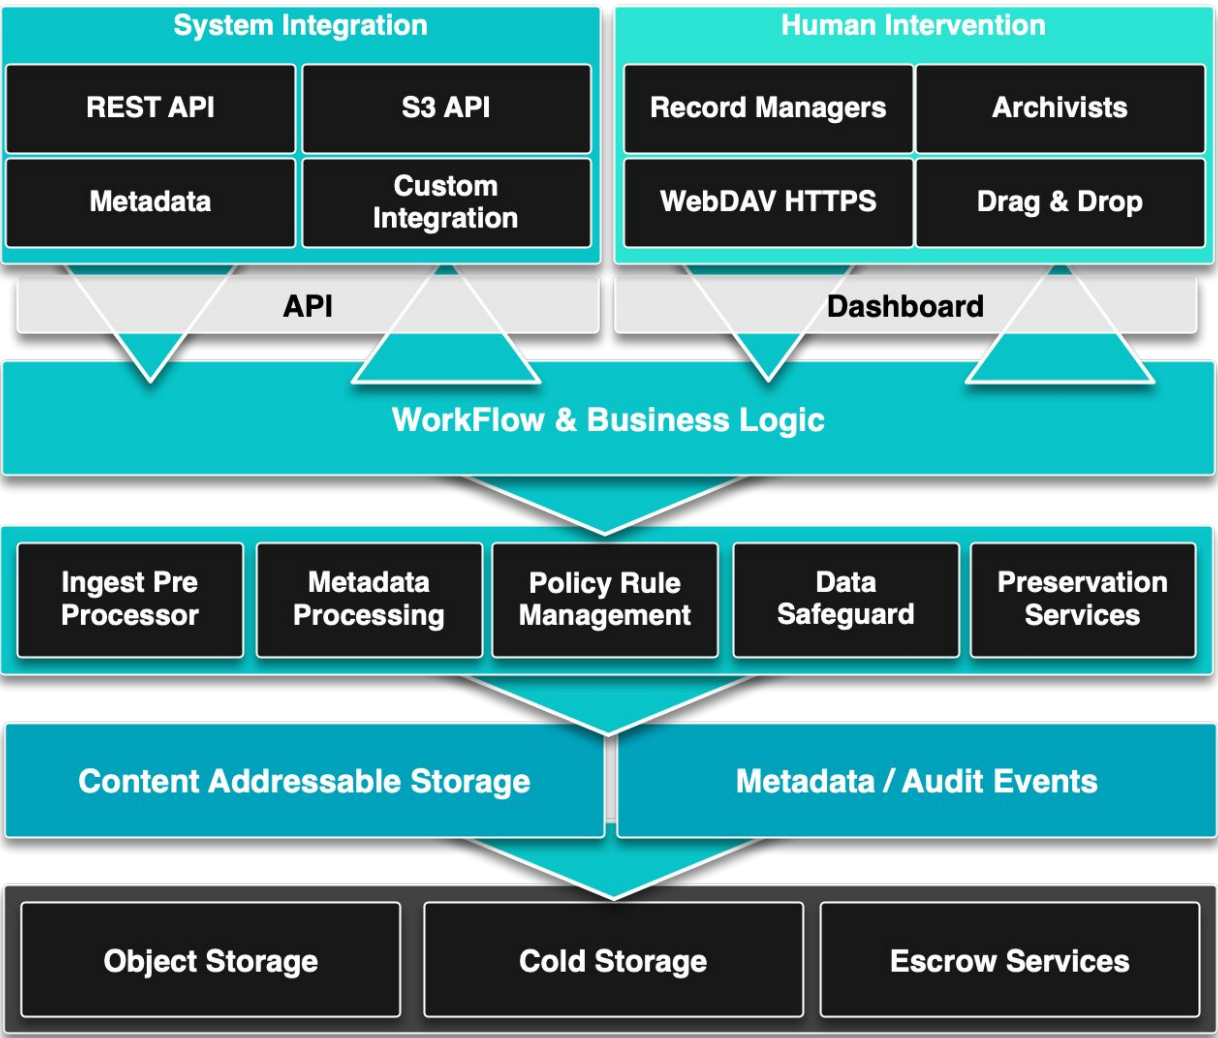 System Integration
Human Intervention
REST API
S3 API
Record Managers
Archivists
Metadata
Custom
Integration
WebDAV HTTPS
Drag & Drop
API
Dashboard
WorkFlow & Business Logic
Ingest Pre
Processor
Metadata
Processing
Policy Rule
Management
Data
Safeguard
Preservation
Services
Content Addressable Storage
Metadata / Audit Events
Object Storage
Cold Storage
Escrow Services